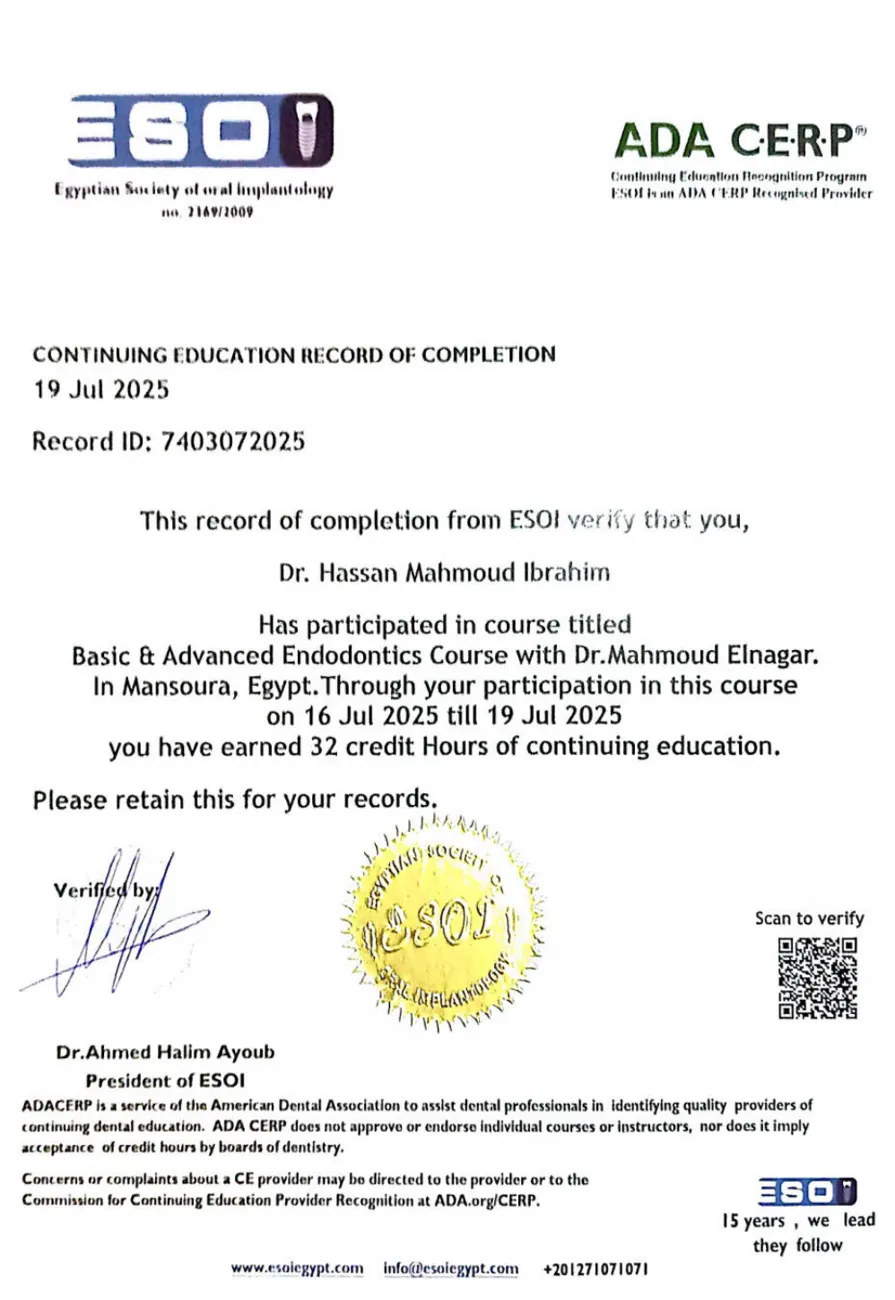 ESOI
Egyptian Society of oral Implantology
no. 2169/2009
ADA C·E·R·P®
Continuing Education Recognition Program
ESOI is an ADA CERP Recognised Provider
CONTINUING EDUCATION RECORD OF COMPLETION
19 Jul 2025
Record ID: 7403072025
This record of completion from ESOI verify that you,
Dr. Hassan Mahmoud Ibrahim
Has participated in course titled
Basic & Advanced Endodontics Course with Dr.Mahmoud Elnagar.
In Mansoura, Egypt.Through your participation in this course
on 16 Jul 2025 till 19 Jul 2025
you have earned 32 credit Hours of continuing education.
Please retain this for your records.
Verified by:
EGYPTIAN SOCIETY OF
ESOI
ORAL IMPLANTOLOGY
Scan to verify
Dr.Ahmed Halim Ayoub
President of ESOI
ADACERP is a service of the American Dental Association to assist dental professionals in identifying quality providers of
continuing dental education. ADA CERP does not approve or endorse individual courses or instructors, nor does it imply
acceptance of credit hours by boards of dentistry.
Concerns or complaints about a CE provider may be directed to the provider or to the
Commission for Continuing Education Provider Recognition at ADA.org/CERP.
ESOI
15 years , we lead
they follow
www.esoiegypt.com info@esoiegypt.com +201271071071